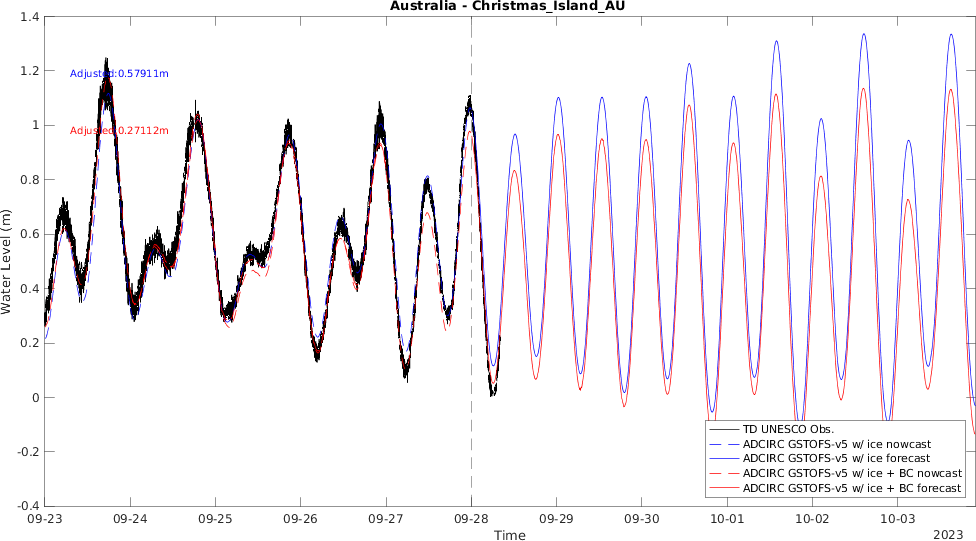 Australia - Christmas_Island_AU
Water Level (m)
1.4
1.2
1
0.8
0.6
0.4
0.2
0
-0.2
-0.4
Adjusted:0.57911m
Adjusted:0.27112m
TD UNESCO Obs.
ADCIRC GSTOFS-v5 w/ ice nowcast
ADCIRC GSTOFS-v5 w/ ice forecast
ADCIRC GSTOFS-v5 w/ ice + BC nowcast
ADCIRC GSTOFS-v5 w/ ice + BC forecast
09-23 09-24 09-25 09-26 09-27 09-28 09-29 09-30 10-01 10-02 10-03
Time
2023